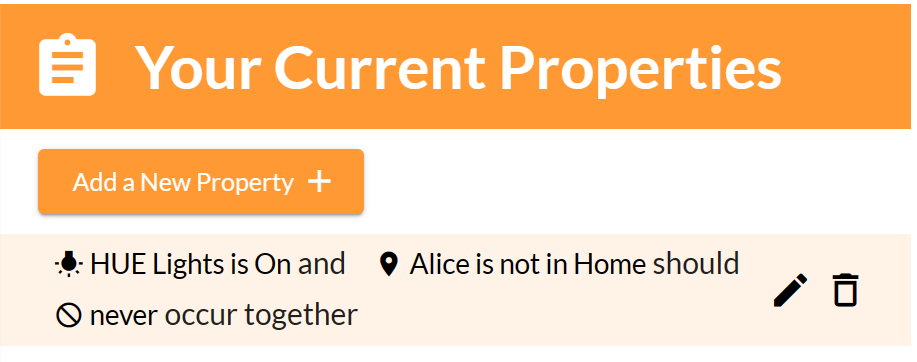 Your Current Properties
Add a New Property +
HUE Lights is On and Alice is not in Home should
never occur together